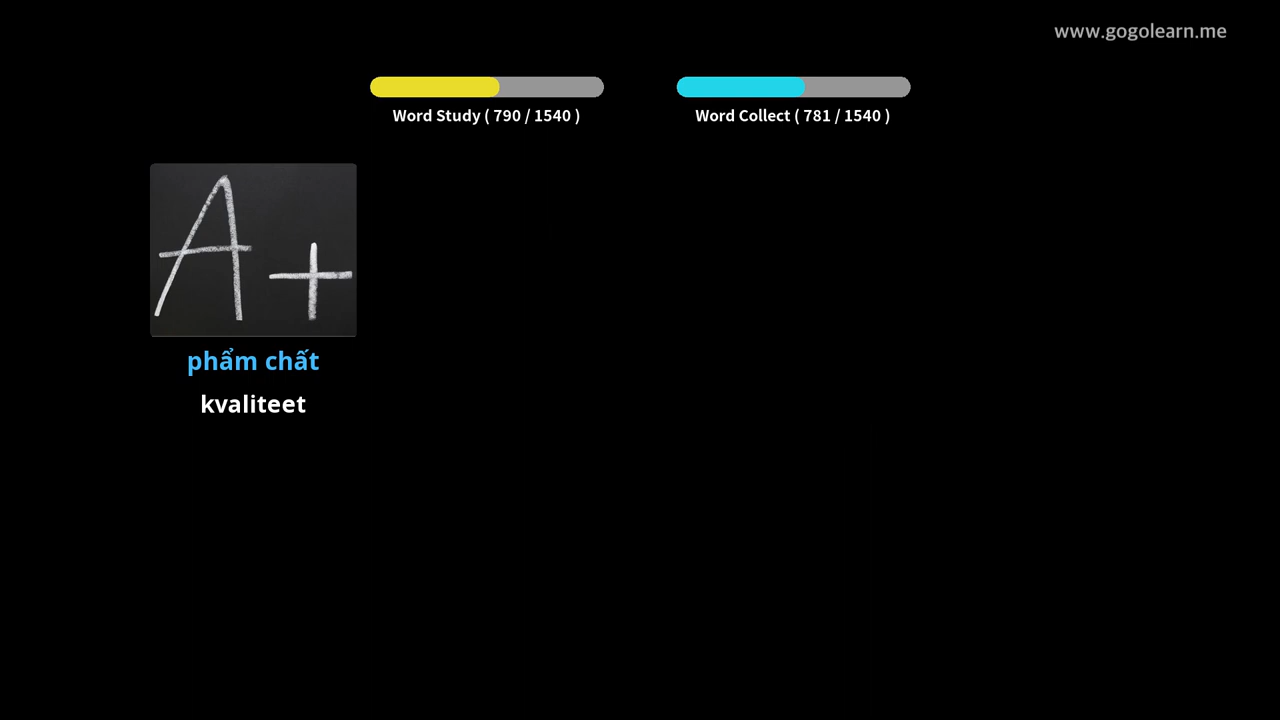 www.gogolearn.me
Word Study ( 790 / 1540 )
Word Collect ( 781 / 1540 )
A+
phẩm chất
kvaliteet